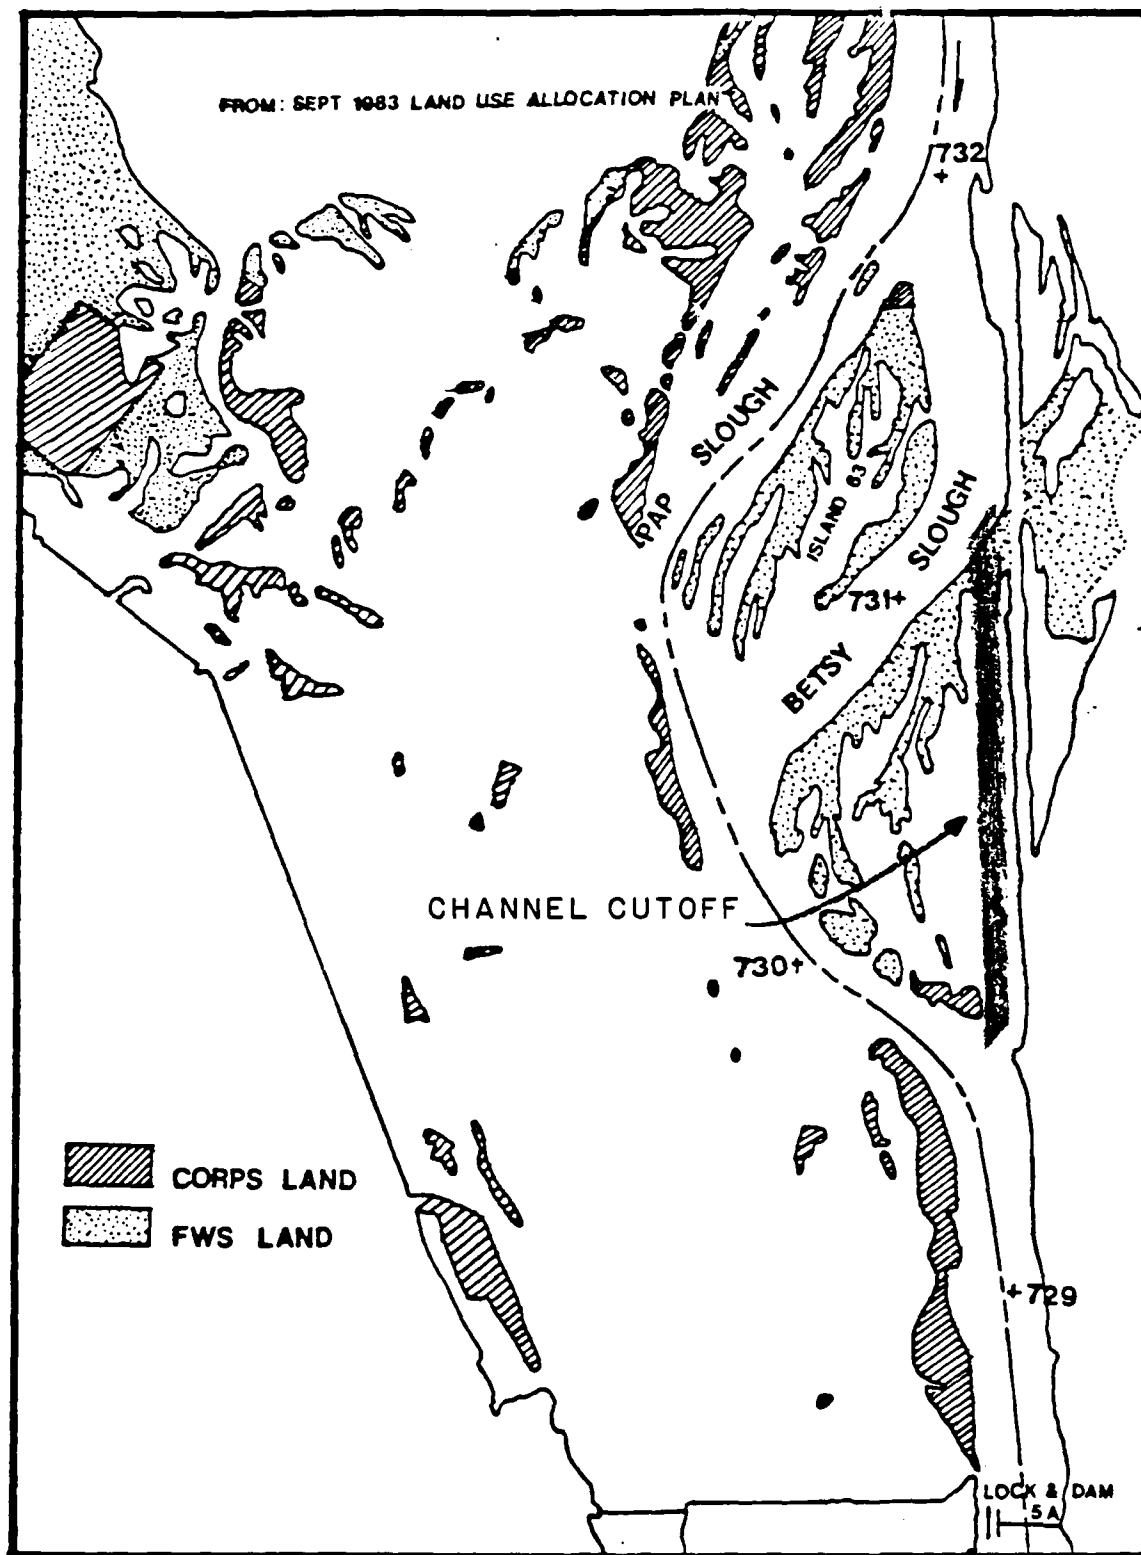 FROM: SEPT 1983 LAND USE ALLOCATION PLAN
732
+
PAP SLOUGH
ISLAND 63
BETSY SLOUGH
731+
CHANNEL CUTOFF
730+
CORPS LAND
FWS LAND
+729
LOCK & DAM
5A